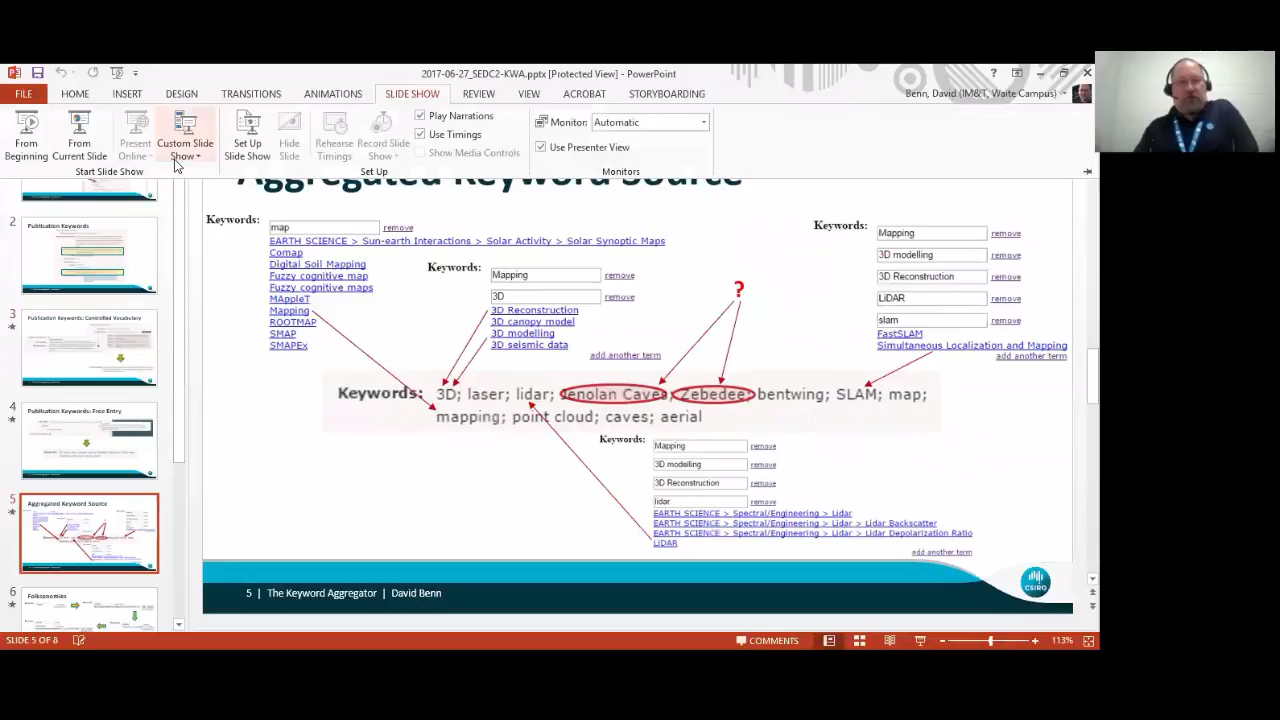 2017-06-27_SEDC2-KWA.pptx [Protected View] - PowerPoint
FILE HOME INSERT DESIGN TRANSITIONS ANIMATIONS SLIDE SHOW REVIEW VIEW ACROBAT STORYBOARDING Benn, David (IM&T, Waite Campus)
From Beginning
From Current Slide
Present Online
Custom Slide Show
Set Up Slide Show
Hide Slide
Rehearse Timings
Record Slide Show
Play Narrations
Use Timings
Show Media Controls
Monitor: Automatic
Use Presenter View
Start Slide Show Set Up Monitors
2
Publication Keywords
3
Publication Keywords: Controlled Vocabulary
4
Publication Keywords: Free Entry
5
Aggregated Keyword Source
6
Folksonomies
Aggregated Keyword Source
Keywords:
map remove
EARTH SCIENCE > Sun-earth Interactions > Solar Activity > Solar Synoptic Maps
Comap
Digital Soil Mapping
Fuzzy cognitive map
Fuzzy cognitive maps
MAppleT
Mapping
ROOTMAP
SMAP
SMAPEx
Keywords:
Mapping remove
3D remove
3D Reconstruction
3D canopy model
3D modelling
3D seismic data
add another term
?
Keywords:
Mapping remove
3D modelling remove
3D Reconstruction remove
LiDAR remove
slam remove
FastSLAM
Simultaneous Localization and Mapping
add another term
Keywords: 3D; laser; lidar; Jenolan Caves; Zebedee; bentwing; SLAM; map;
mapping; point cloud; caves; aerial
Keywords:
Mapping remove
3D modelling remove
3D Reconstruction remove
lidar remove
EARTH SCIENCE > Spectral/Engineering > Lidar
EARTH SCIENCE > Spectral/Engineering > Lidar > Lidar Backscatter
EARTH SCIENCE > Spectral/Engineering > Lidar > Lidar Depolarization Ratio
LiDAR
add another term
5 | The Keyword Aggregator | David Benn
CSIRO
SLIDE 5 OF 8 COMMENTS 113%